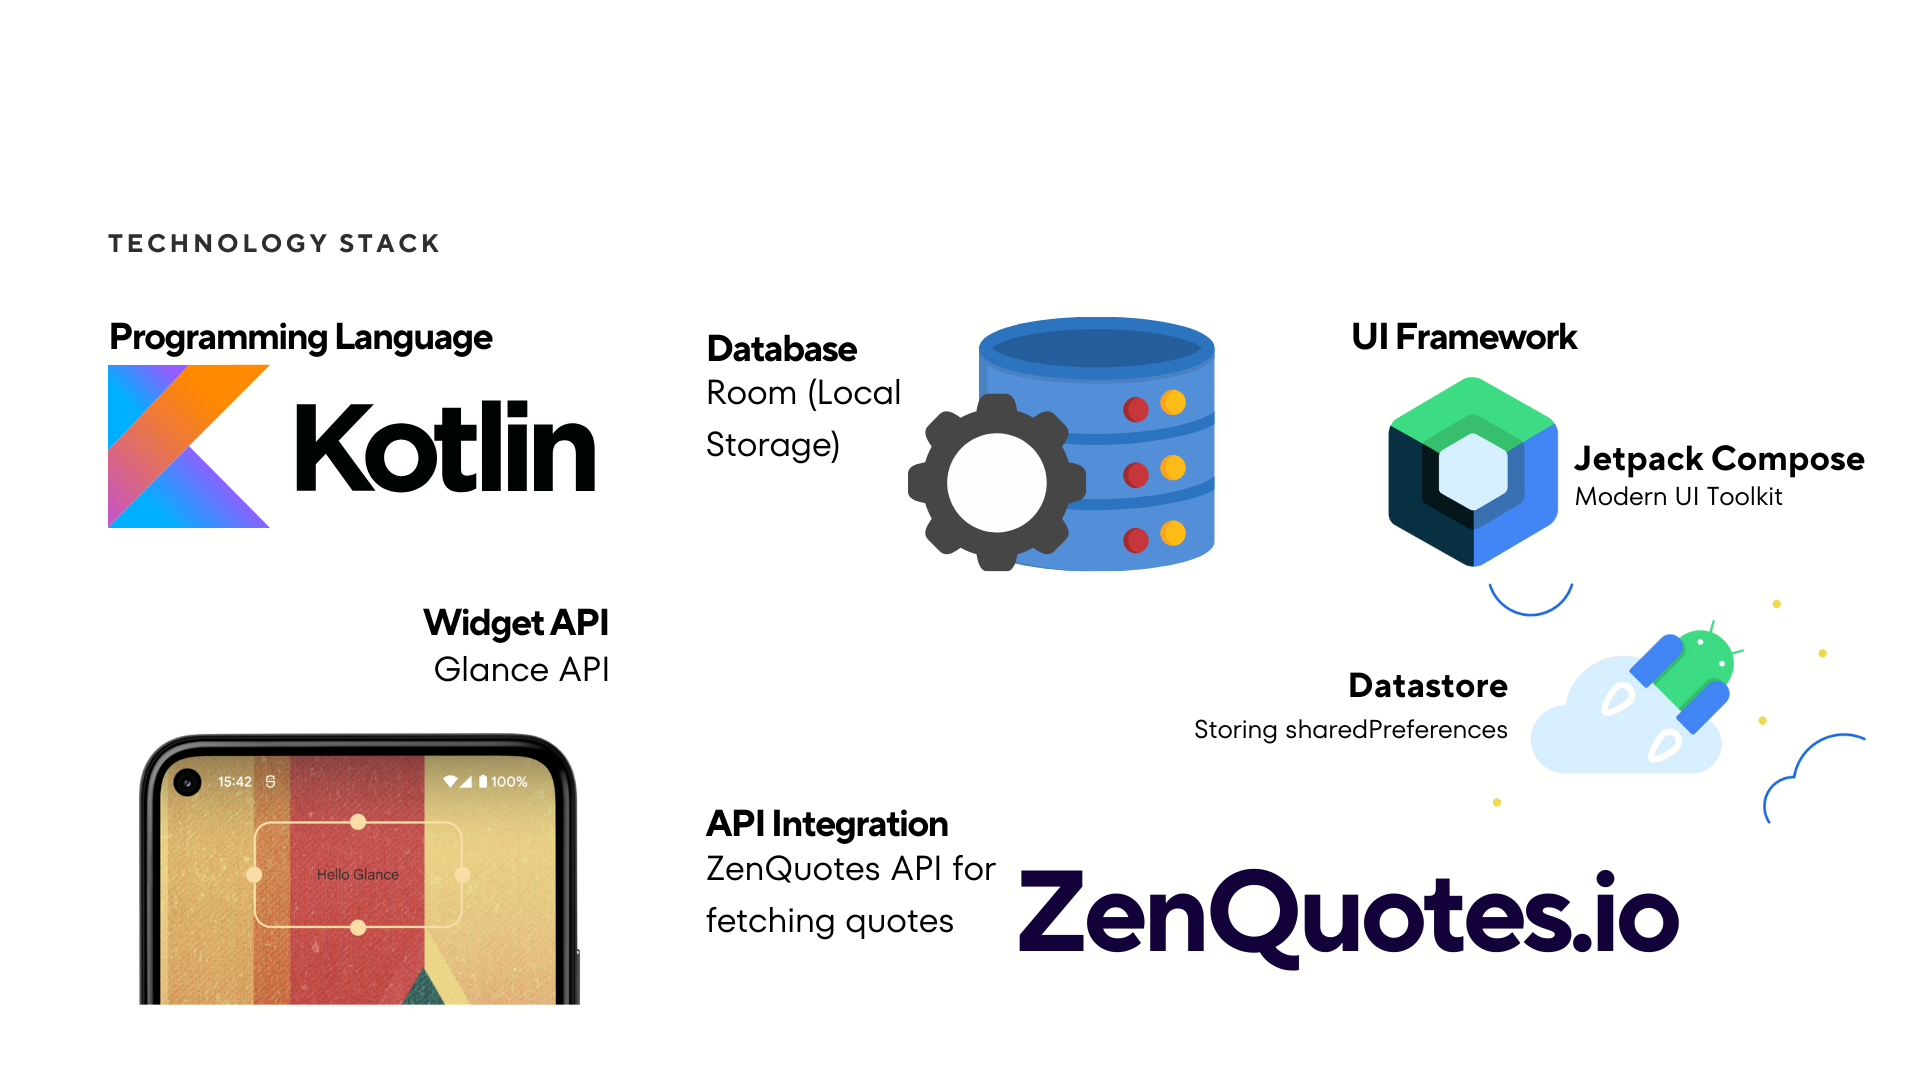 TECHNOLOGY STACK
Programming Language
Kotlin
Database
Room (Local
Storage)
UI Framework
Jetpack Compose
Modern UI Toolkit
Widget API
Glance API
15:42
100%
Hello Glance
Datastore
Storing sharedPreferences
API Integration
ZenQuotes API for
fetching quotes
ZenQuotes.io